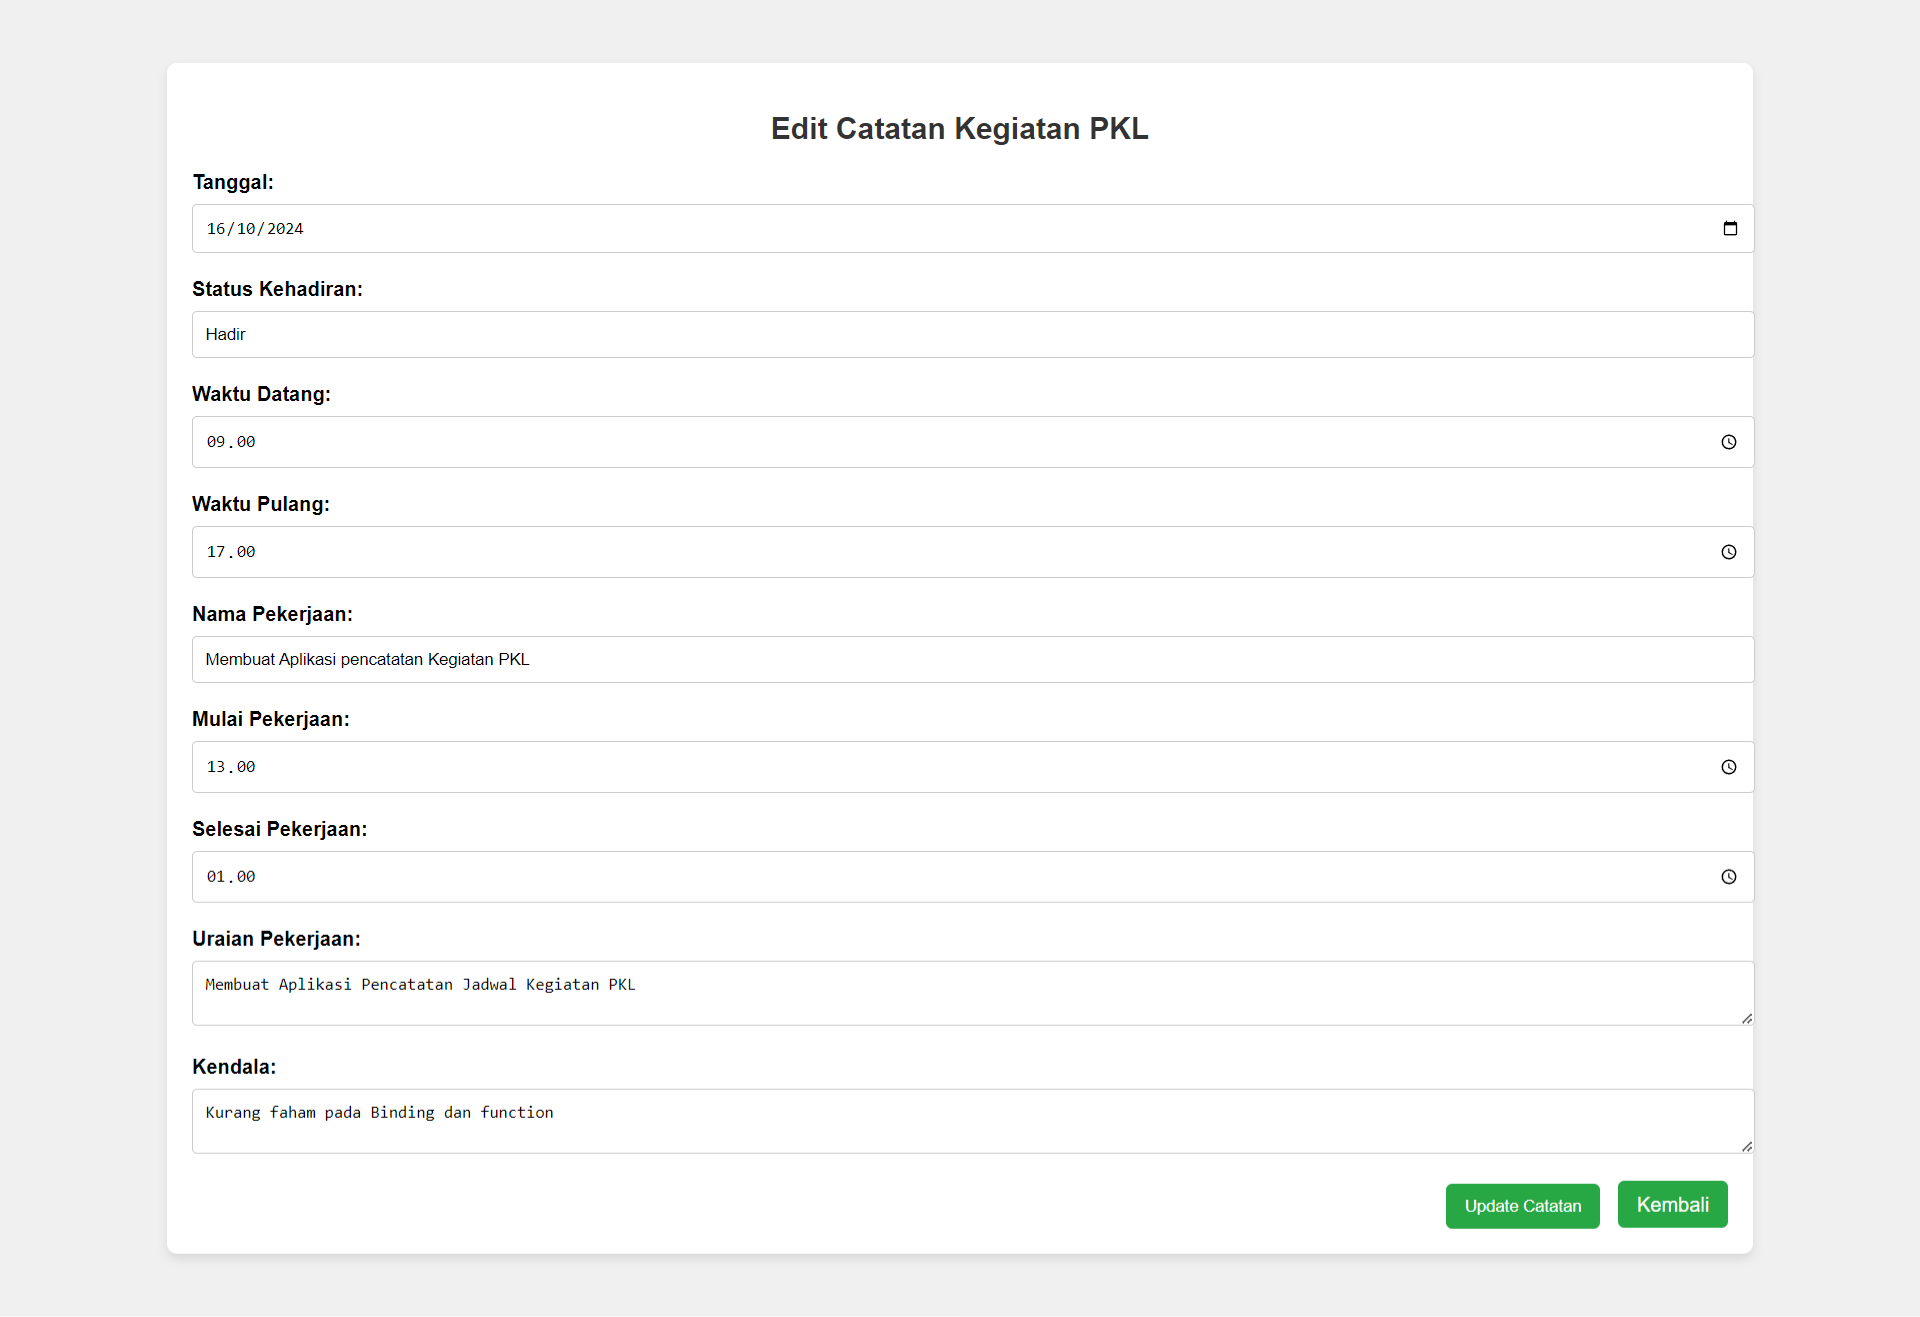 Edit Catatan Kegiatan PKL
Tanggal:
16/10/2024
Status Kehadiran:
Hadir
Waktu Datang:
09.00
Waktu Pulang:
17.00
Nama Pekerjaan:
Membuat Aplikasi pencatatan Kegiatan PKL
Mulai Pekerjaan:
13.00
Selesai Pekerjaan:
01.00
Uraian Pekerjaan:
Membuat Aplikasi Pencatatan Jadwal Kegiatan PKL
Kendala:
Kurang faham pada Binding dan function
Update Catatan Kembali